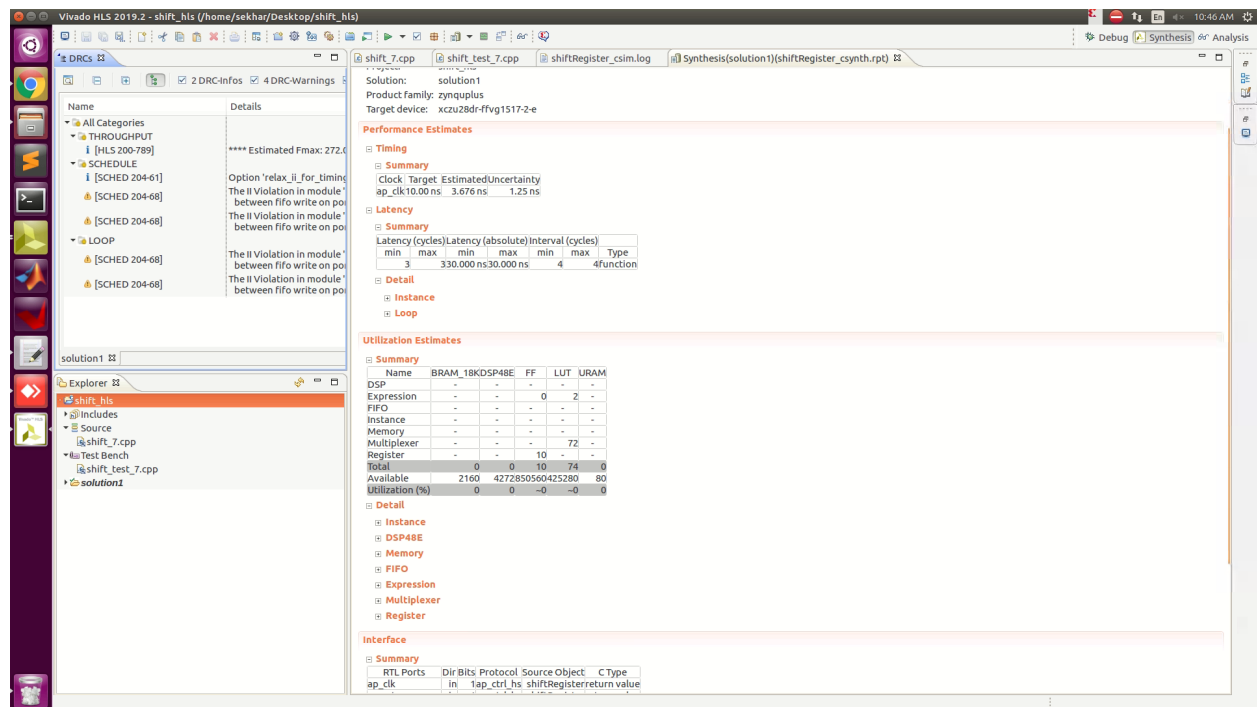 Vivado HLS 2019.2 - shift_hls (/home/sekhar/Desktop/shift_hls)
En 10:46 AM
Debug Synthesis Analysis
DRCs
2 DRC-Infos 4 DRC-Warnings
Name Details
All Categories
THROUGHPUT
[HLS 200-789] **** Estimated Fmax: 272.
SCHEDULE
[SCHED 204-61] Option 'relax_ii_for_timing
[SCHED 204-68] The II Violation in module '
between fifo write on po
[SCHED 204-68] The II Violation in module '
between fifo write on po
LOOP
[SCHED 204-68] The II Violation in module '
between fifo write on po
[SCHED 204-68] The II Violation in module '
between fifo write on po
solution1
Explorer
shift_hls
Includes
Source
shift_7.cpp
Test Bench
shift_test_7.cpp
solution1
shift_7.cpp shift_test_7.cpp shiftRegister_csim.log Synthesis(solution1)(shiftRegister_csynth.rpt)
Solution: solution1
Product family: zynquplus
Target device: xczu28dr-ffvg1517-2-e
Performance Estimates
Timing
Summary
Clock Target Estimated Uncertainty
ap_clk 10.00 ns 3.676 ns 1.25 ns
Latency
Summary
Latency (cycles) Latency (absolute) Interval (cycles)
min max min max min max Type
3 3 30.000 ns 30.000 ns 4 4 function
Detail
Instance
Loop
Utilization Estimates
Summary
Name BRAM_18K DSP48E FF LUT URAM
DSP - - - - -
Expression - - 0 2 -
FIFO - - - - -
Instance - - - - -
Memory - - - - -
Multiplexer - - - 72 -
Register - - 10 - -
Total 0 0 10 74 0
Available 2160 4272 850560 425280 80
Utilization (%) 0 0 ~0 ~0 0
Detail
Instance
DSP48E
Memory
FIFO
Expression
Multiplexer
Register
Interface
Summary
RTL Ports Dir Bits Protocol Source Object C Type
ap_clk in 1 ap_ctrl_hs shiftRegister return value